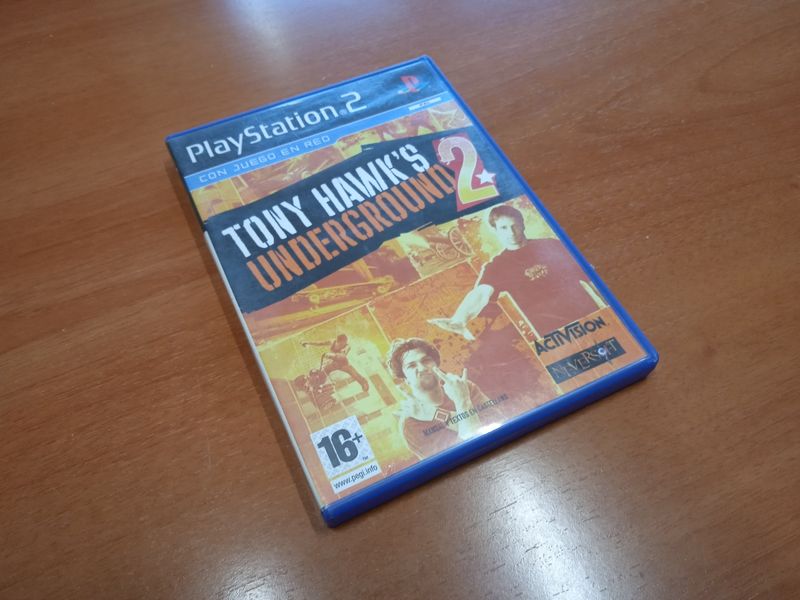 PlayStation®2
CON JUEGO EN RED
TONY HAWK'S
UNDERGROUND 2
ACTIVISION
NEVERSOFT
MANUAL Y TEXTOS EN CASTELLANO
16+
www.pegi.info